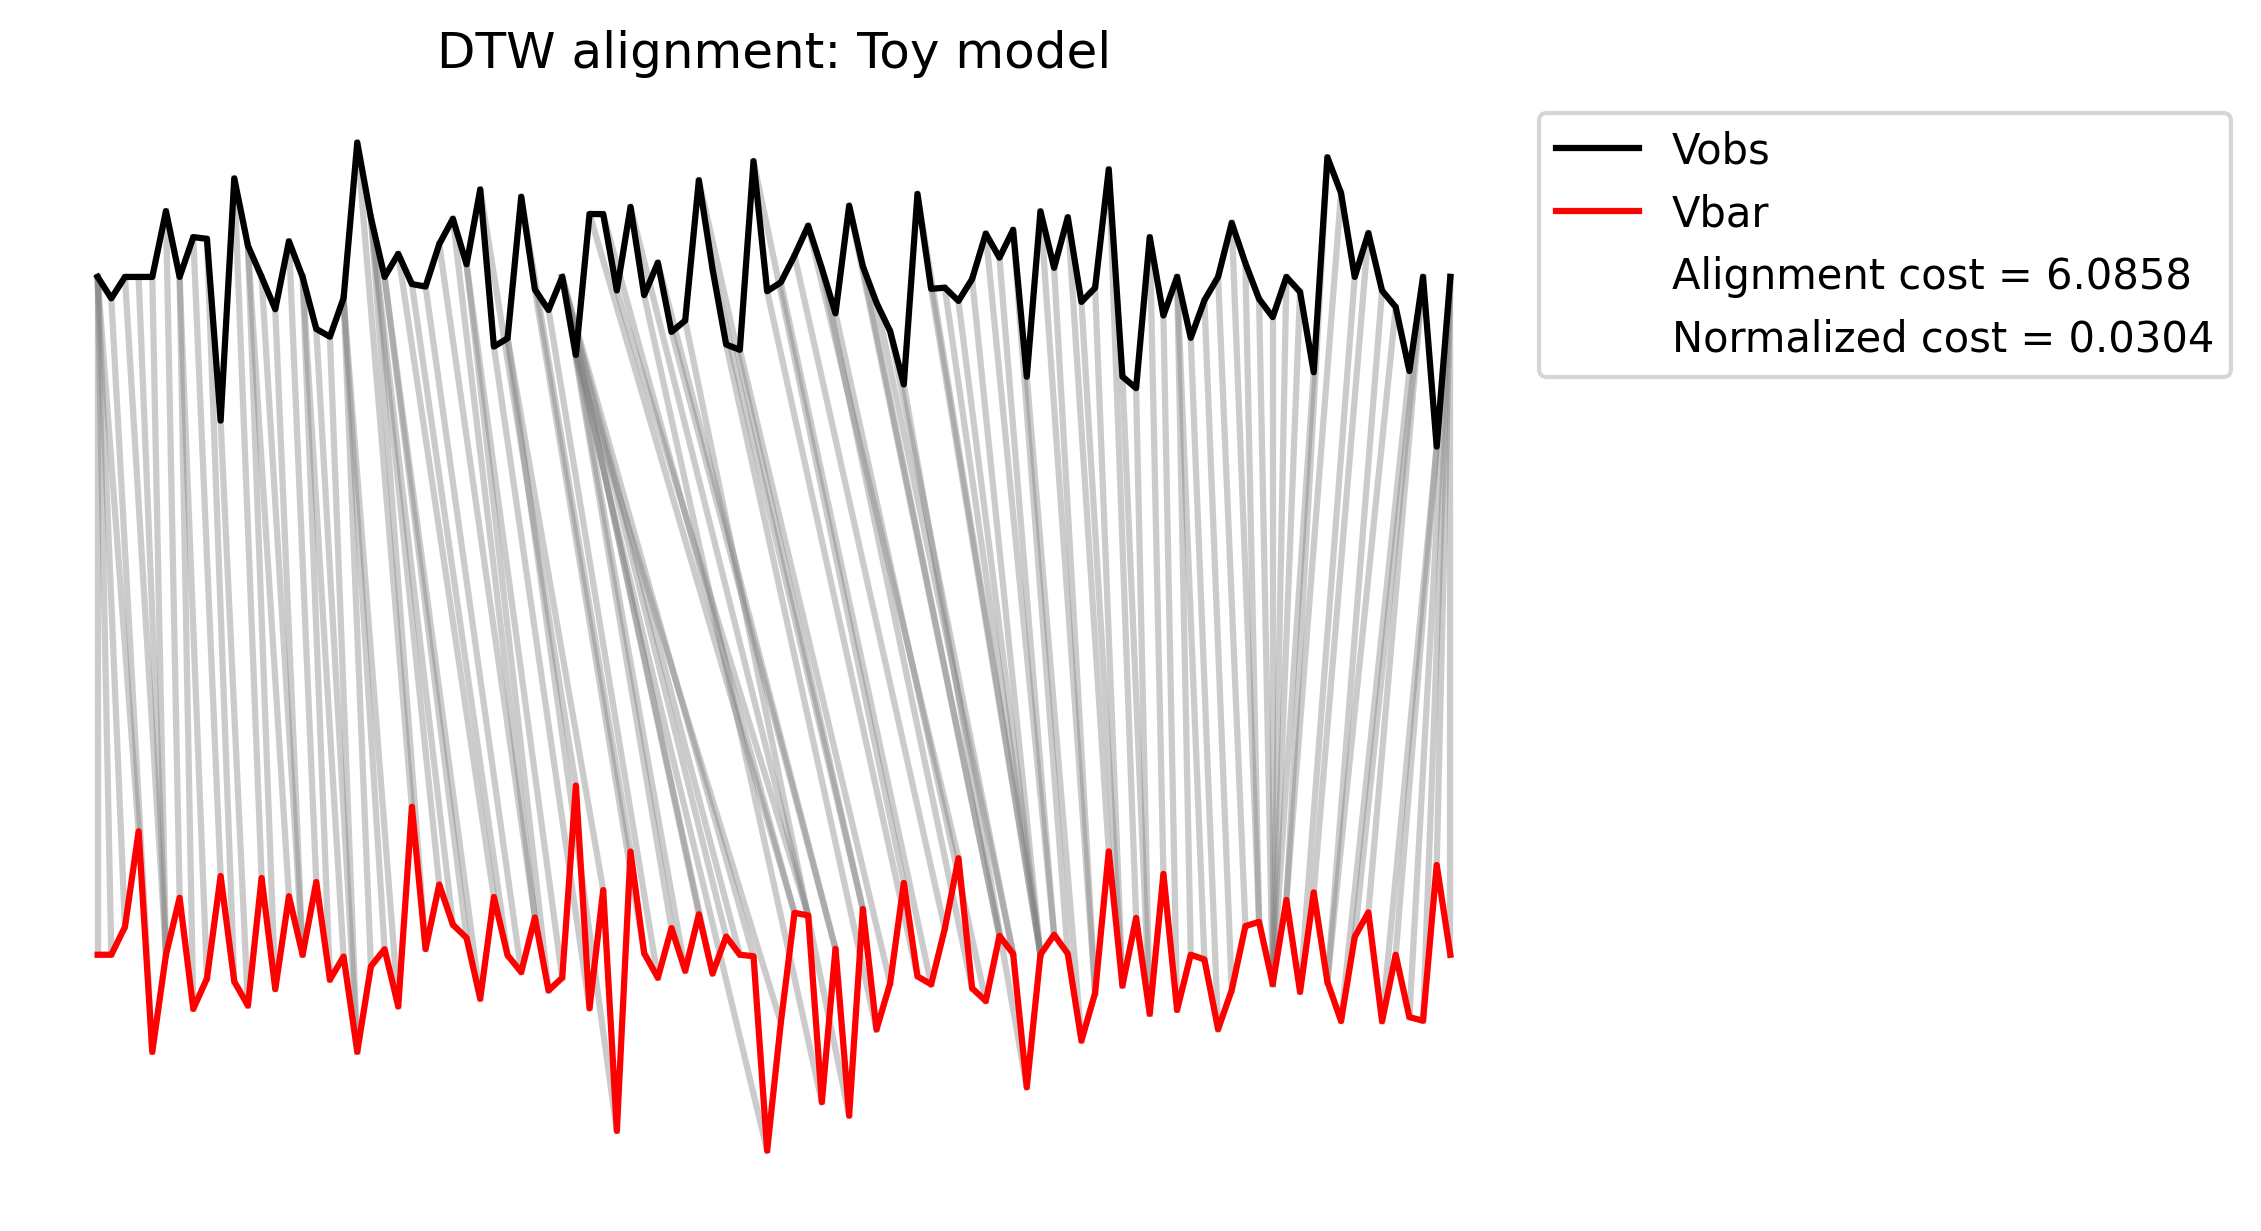 DTW alignment: Toy model
Vobs
Vbar
Alignment cost = 6.0858
Normalized cost = 0.0304